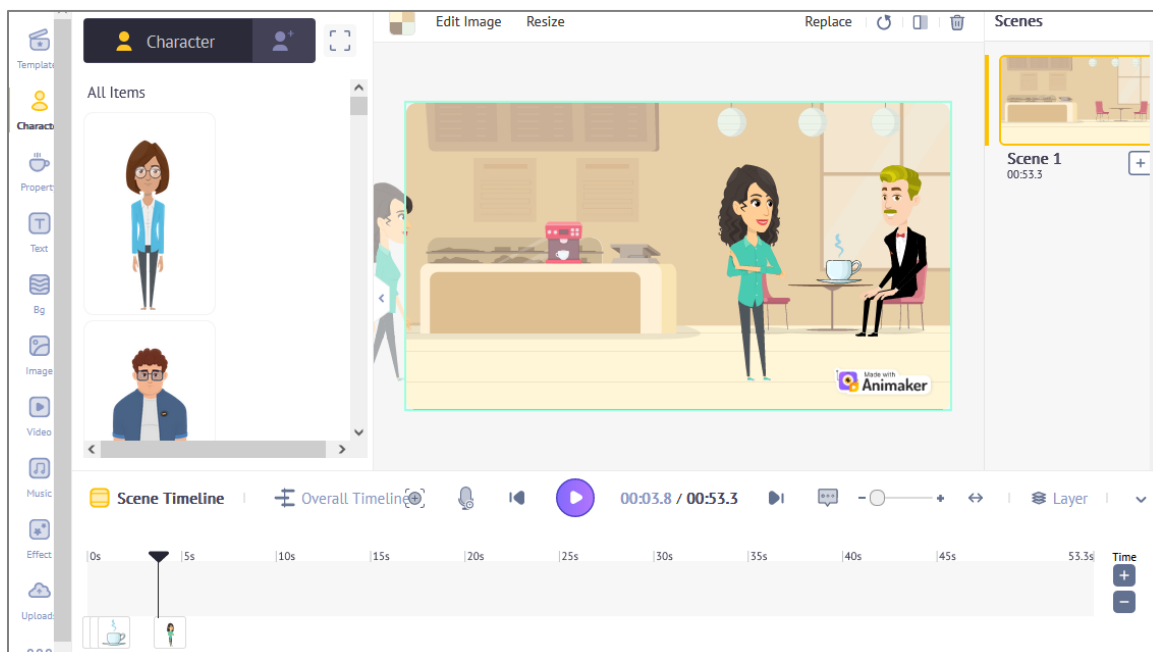 Edit Image Resize Replace Scenes
Character
Template
All Items
Charact
Propert
Scene 1
00:53.3
Text
Bg
Image
Made with
Animaker
Video
Music
Scene Timeline Overall Timeline 00:03.8 / 00:53.3 Layer
Effect
0s 5s 10s 15s 20s 25s 30s 35s 40s 45s 53.3s Time
Upload